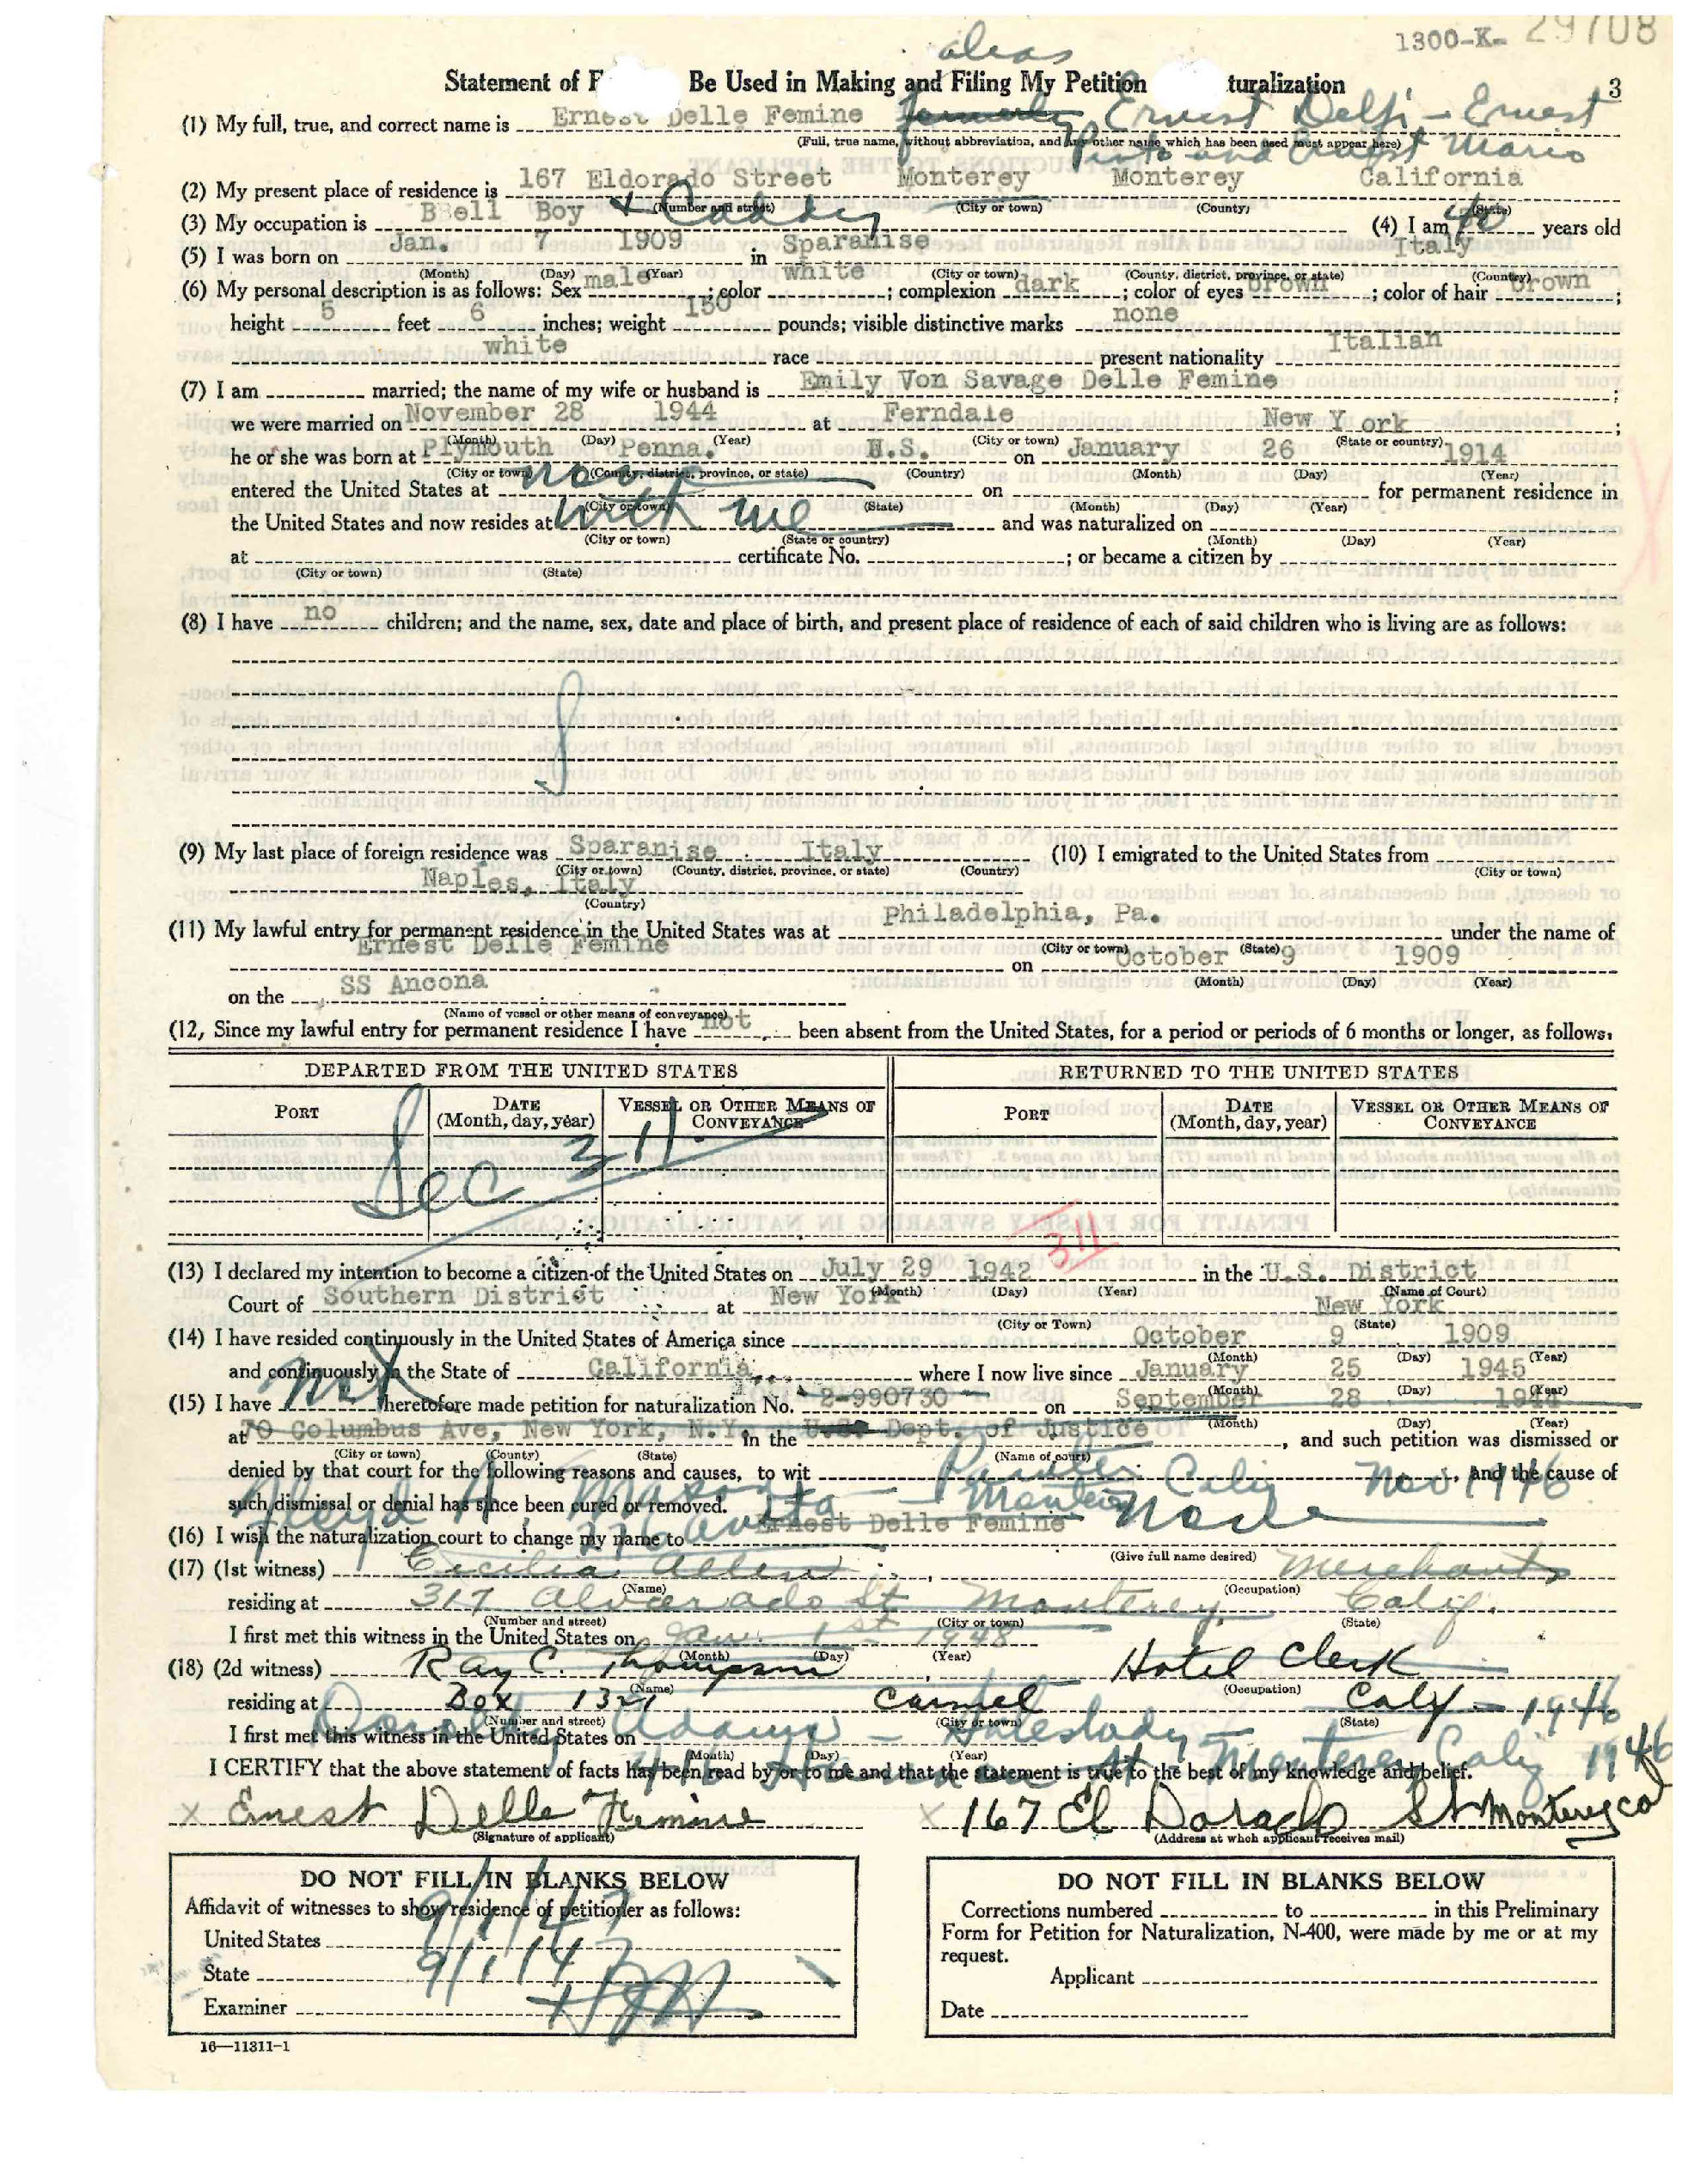 1300-K- 29708
alias
Statement of F Be Used in Making and Filing My Petition turalization 3
(1) My full, true, and correct name is Ernest Delle Femine formerly Ernest Delfi - Ernest
(Full, true name, without abbreviation, and any other name which has been used must appear here)
Pinto and Mario
(2) My present place of residence is 167 Eldorado Street Monterey Monterey California
(Number and street) (City or town) (County) (State)
(3) My occupation is Bell Boy & Caddy (4) I am 40 years old
(5) I was born on Jan. 7 1909 in Sparanise Italy
(Month) (Day) (Year) (City or town) (County, district, province, or state) (Country)
(6) My personal description is as follows: Sex male; color white; complexion dark; color of eyes brown; color of hair brown;
height 5 feet 6 inches; weight 150 pounds; visible distinctive marks none
white race present nationality Italian
(7) I am married; the name of my wife or husband is Emily Von Savage Delle Femine;
we were married on November 28 1944 at Ferndale New York;
(Month) (Day) (Year) (City or town) (State or country)
he or she was born at Plymouth Penna. U.S. on January 26 1914
(City or town) (County, district, province, or state) (Country) (Month) (Day) (Year)
entered the United States at now on for permanent residence in
(City or town) (State) (Month) (Day) (Year)
the United States and now resides at with me and was naturalized on
(City or town) (State or country) (Month) (Day) (Year)
at certificate No. ; or became a citizen by
(City or town) (State)
(8) I have no children; and the name, sex, date and place of birth, and present place of residence of each of said children who is living are as follows:
(9) My last place of foreign residence was Sparanise Italy (10) I emigrated to the United States from
(City or town) (County, district, province, or state) (Country) (City or town)
Naples, Italy
(Country)
(11) My lawful entry for permanent residence in the United States was at Philadelphia, Pa. under the name of
(City or town) (State)
Ernest Delle Femine on October 9 1909
(Month) (Day) (Year)
on the SS Ancona
(Name of vessel or other means of conveyance)
(12) Since my lawful entry for permanent residence I have not been absent from the United States, for a period or periods of 6 months or longer, as follows:
DEPARTED FROM THE UNITED STATES RETURNED TO THE UNITED STATES
PORT DATE (Month, day, year) VESSEL OR OTHER MEANS OF CONVEYANCE PORT DATE (Month, day, year) VESSEL OR OTHER MEANS OF CONVEYANCE
Sec 311
311
(13) I declared my intention to become a citizen of the United States on July 29 1942 in the U.S. District
(Month) (Day) (Year) (Name of Court)
Court of Southern District at New York New York
(City or Town) (State)
(14) I have resided continuously in the United States of America since October 9 1909
(Month) (Day) (Year)
and continuously in the State of California where I now live since January 25 1945
(Month) (Day) (Year)
(15) I have not heretofore made petition for naturalization No. 2-990730 on September 28 1944
(Month) (Day) (Year)
at 70 Columbus Ave, New York, N.Y. in the U.S. Dept. of Justice, and such petition was dismissed or
(City or town) (County) (State) (Name of court)
denied by that court for the following reasons and causes, to wit Painter Calif Nov 1946, and the cause of
such dismissal or denial has since been cured or removed. Floyd A. Mason - Monterey
(16) I wish the naturalization court to change my name to Ernest Delle Femine None
(Give full name desired)
(17) (1st witness) Cecilia Allen Merchant
(Name) (Occupation)
residing at 317 Alvarado St Monterey Calif.
(Number and street) (City or town) (State)
I first met this witness in the United States on Jan. 1st 1948
(Month) (Day) (Year)
(18) (2d witness) Ray C. Thompson Hotel Clerk
(Name) (Occupation)
residing at Box 1321 Carmel Calif - 1946
(Number and street) (City or town) (State)
I first met this witness in the United States on Adams - Saleslady -
(Month) (Day) (Year)
416 St Monterey Calif 1946
I CERTIFY that the above statement of facts has been read by or to me and that the statement is true to the best of my knowledge and belief.
X Ernest Delle Femine X 167 El Dorado St Monterey Cal
(Signature of applicant) (Address at which applicant receives mail)
DO NOT FILL IN BLANKS BELOW
Affidavit of witnesses to show residence of petitioner as follows:
United States 9/1/47
State 9/1/47
Examiner
DO NOT FILL IN BLANKS BELOW
Corrections numbered to in this Preliminary
Form for Petition for Naturalization, N-400, were made by me or at my
request.
Applicant
Date
16—11311-1